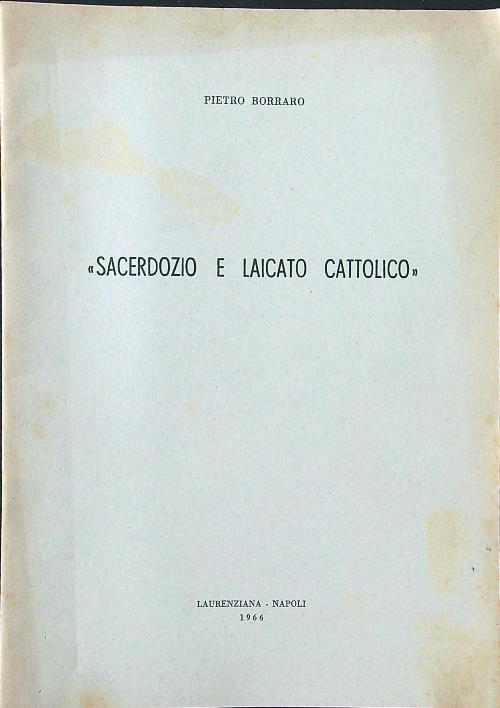 PIETRO BORRARO
«SACERDOZIO E LAICATO CATTOLICO»
LAURENZIANA - NAPOLI
1966